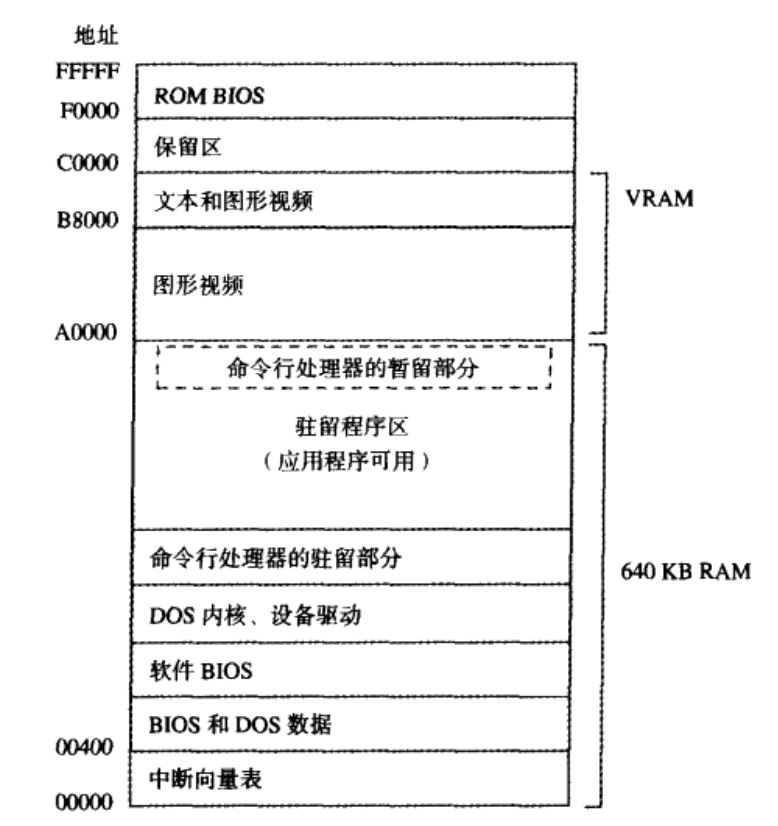 地址
FFFFF
ROM BIOS
F0000
保留区
C0000
文本和图形视频
VRAM
B8000
图形视频
A0000
命令行处理器的暂留部分
驻留程序区
（应用程序可用）
命令行处理器的驻留部分
640 KB RAM
DOS 内核、设备驱动
软件 BIOS
BIOS 和 DOS 数据
00400
中断向量表
00000